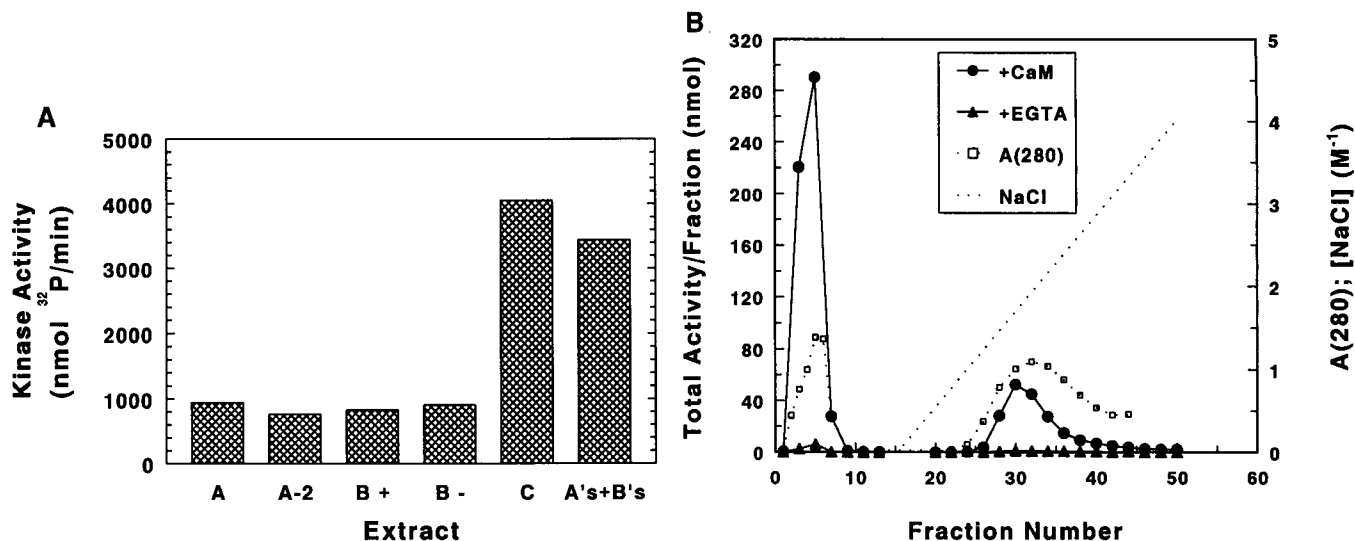 A
5000
4000
3000
2000
1000
0
Kinase Activity
(nmol ³²P/min)
A A-2 B + B - C A's+B's
Extract
B
320
280
240
200
160
120
80
40
0
Total Activity/Fraction (nmol)
+CaM
+EGTA
A(280)
NaCl
5
4
3
2
1
0
A(280); [NaCl] (M⁻¹)
0 10 20 30 40 50 60
Fraction Number